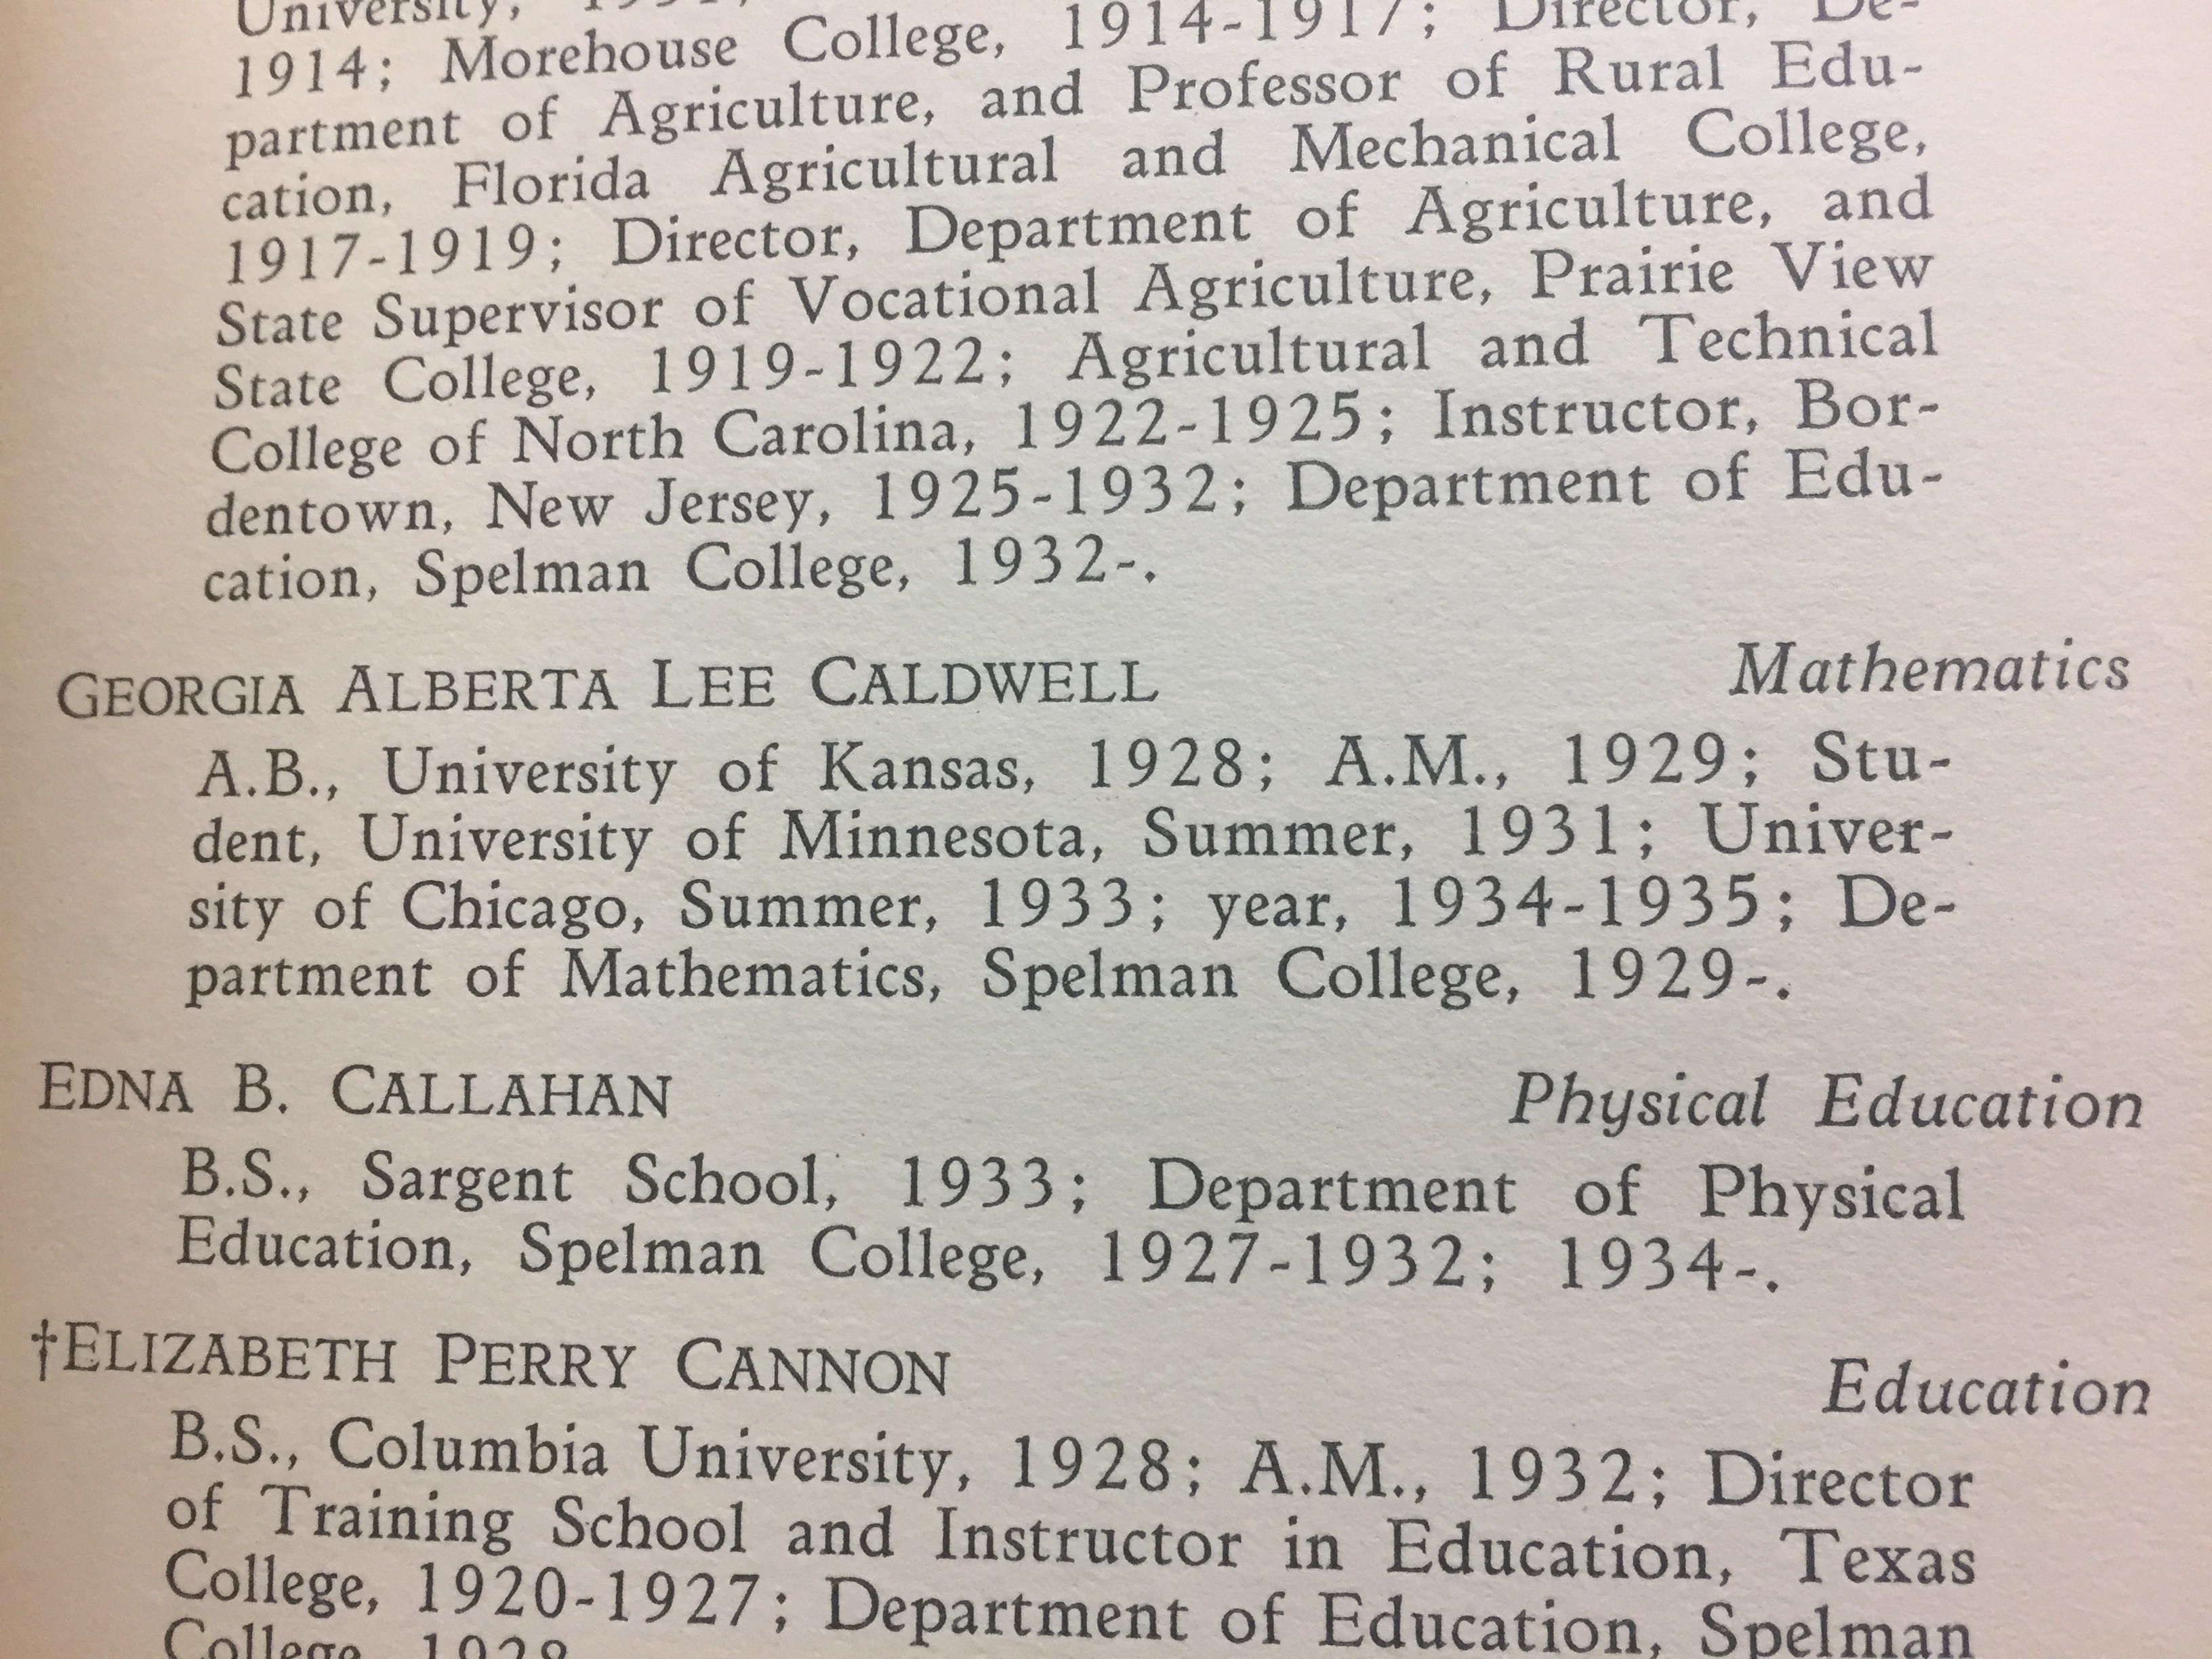 University,
1914; Morehouse College, 1914-1917; Director, De-
partment of Agriculture, and Professor of Rural Edu-
cation, Florida Agricultural and Mechanical College,
1917-1919; Director, Department of Agriculture, and
State Supervisor of Vocational Agriculture, Prairie View
State College, 1919-1922; Agricultural and Technical
College of North Carolina, 1922-1925; Instructor, Bor-
dentown, New Jersey, 1925-1932; Department of Edu-
cation, Spelman College, 1932-.
GEORGIA ALBERTA LEE CALDWELL Mathematics
A.B., University of Kansas, 1928; A.M., 1929; Stu-
dent, University of Minnesota, Summer, 1931; Univer-
sity of Chicago, Summer, 1933; year, 1934-1935; De-
partment of Mathematics, Spelman College, 1929-.
EDNA B. CALLAHAN Physical Education
B.S., Sargent School, 1933; Department of Physical
Education, Spelman College, 1927-1932; 1934-.
†ELIZABETH PERRY CANNON Education
B.S., Columbia University, 1928; A.M., 1932; Director
of Training School and Instructor in Education, Texas
College, 1920-1927; Department of Education, Spelman
College, 1928